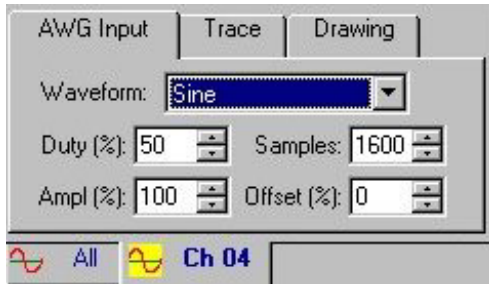 AWG Input Trace Drawing
Waveform: Sine
Duty (%): 50 Samples: 1600
Ampl (%): 100 Offset (%): 0
All Ch 04